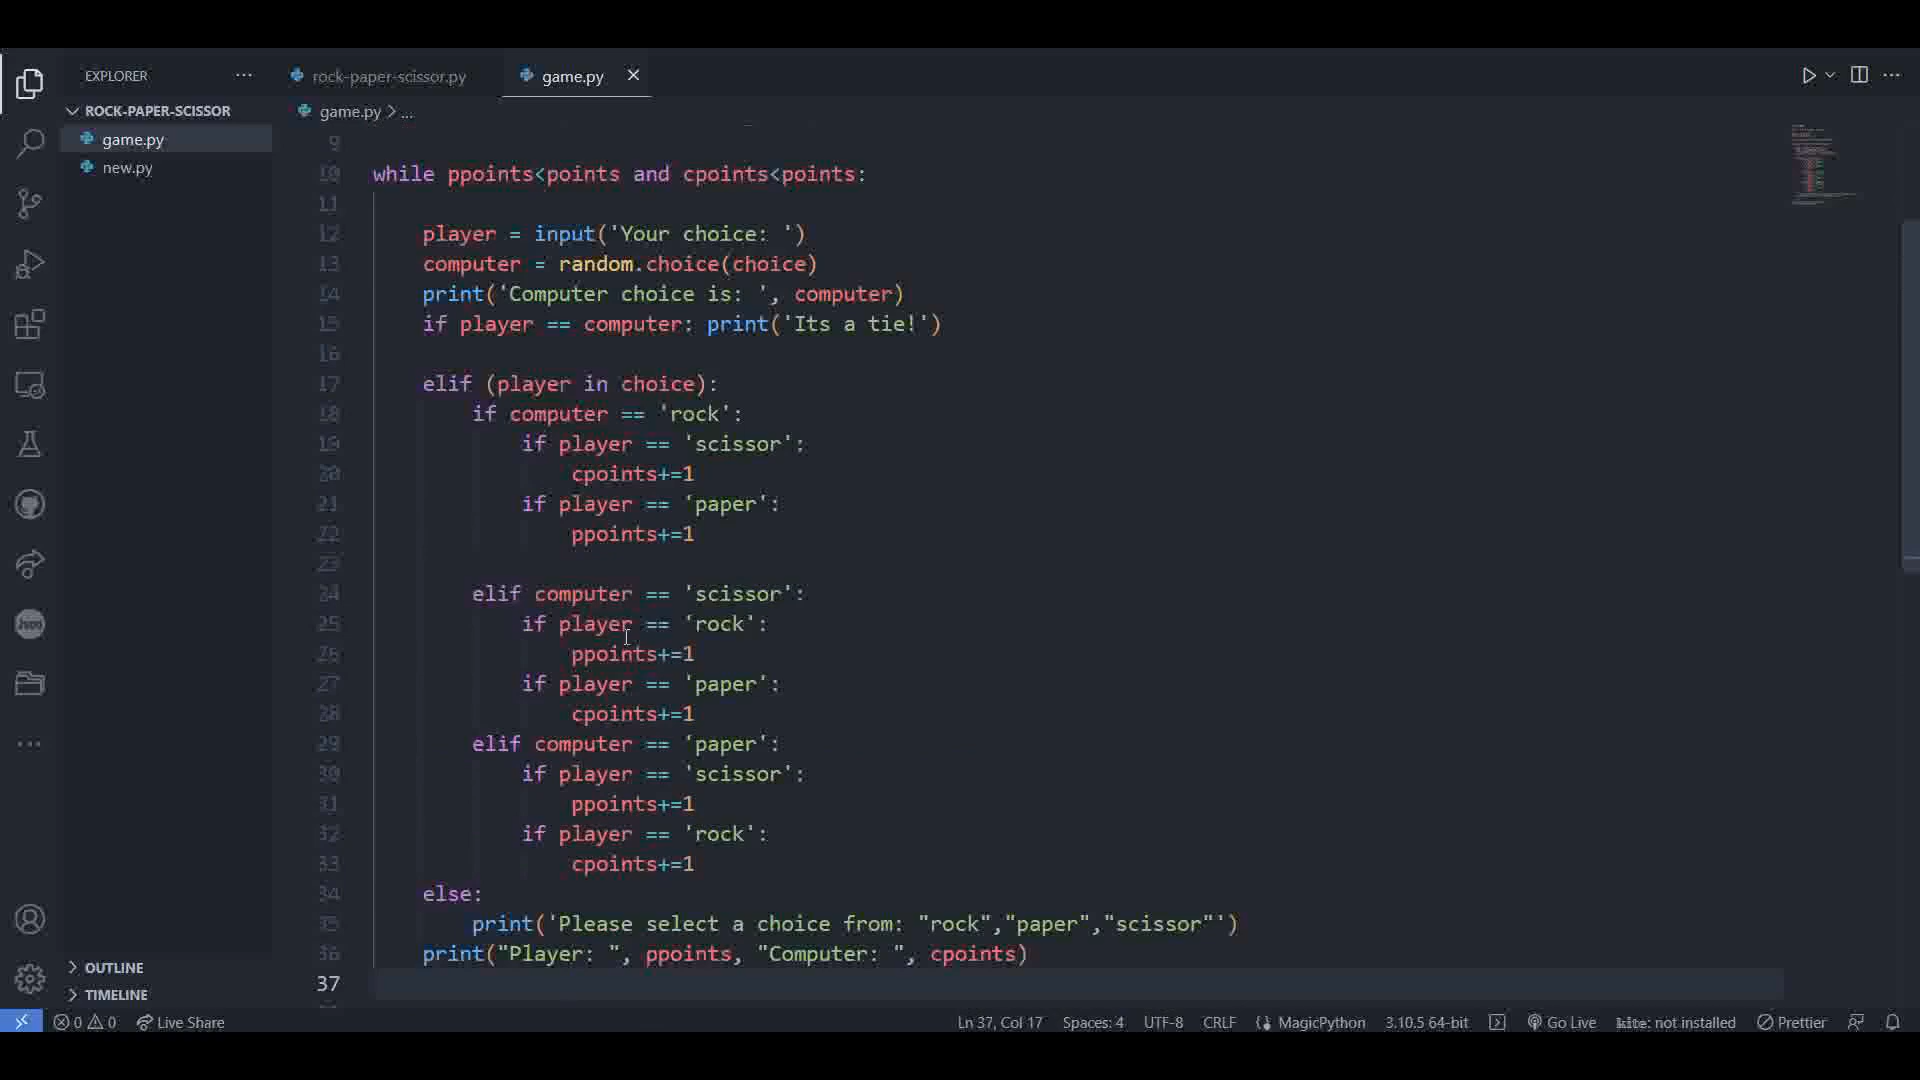 EXPLORER
rock-paper-scissor.py
game.py
ROCK-PAPER-SCISSOR
game.py > ...
game.py
new.py
9
10 while ppoints<points and cpoints<points:
11
12 player = input('Your choice: ')
13 computer = random.choice(choice)
14 print('Computer choice is: ', computer)
15 if player == computer: print('Its a tie!')
16
17 elif (player in choice):
18 if computer == 'rock':
19 if player == 'scissor':
20 cpoints+=1
21 if player == 'paper':
22 ppoints+=1
23
24 elif computer == 'scissor':
25 if player == 'rock':
26 ppoints+=1
27 if player == 'paper':
28 cpoints+=1
29 elif computer == 'paper':
30 if player == 'scissor':
31 ppoints+=1
32 if player == 'rock':
33 cpoints+=1
34 else:
35 print('Please select a choice from: "rock","paper","scissor"')
36 print("Player: ", ppoints, "Computer: ", cpoints)
37
OUTLINE
TIMELINE
0 0 Live Share
Ln 37, Col 17 Spaces: 4 UTF-8 CRLF MagicPython 3.10.5 64-bit Go Live kite: not installed Prettier